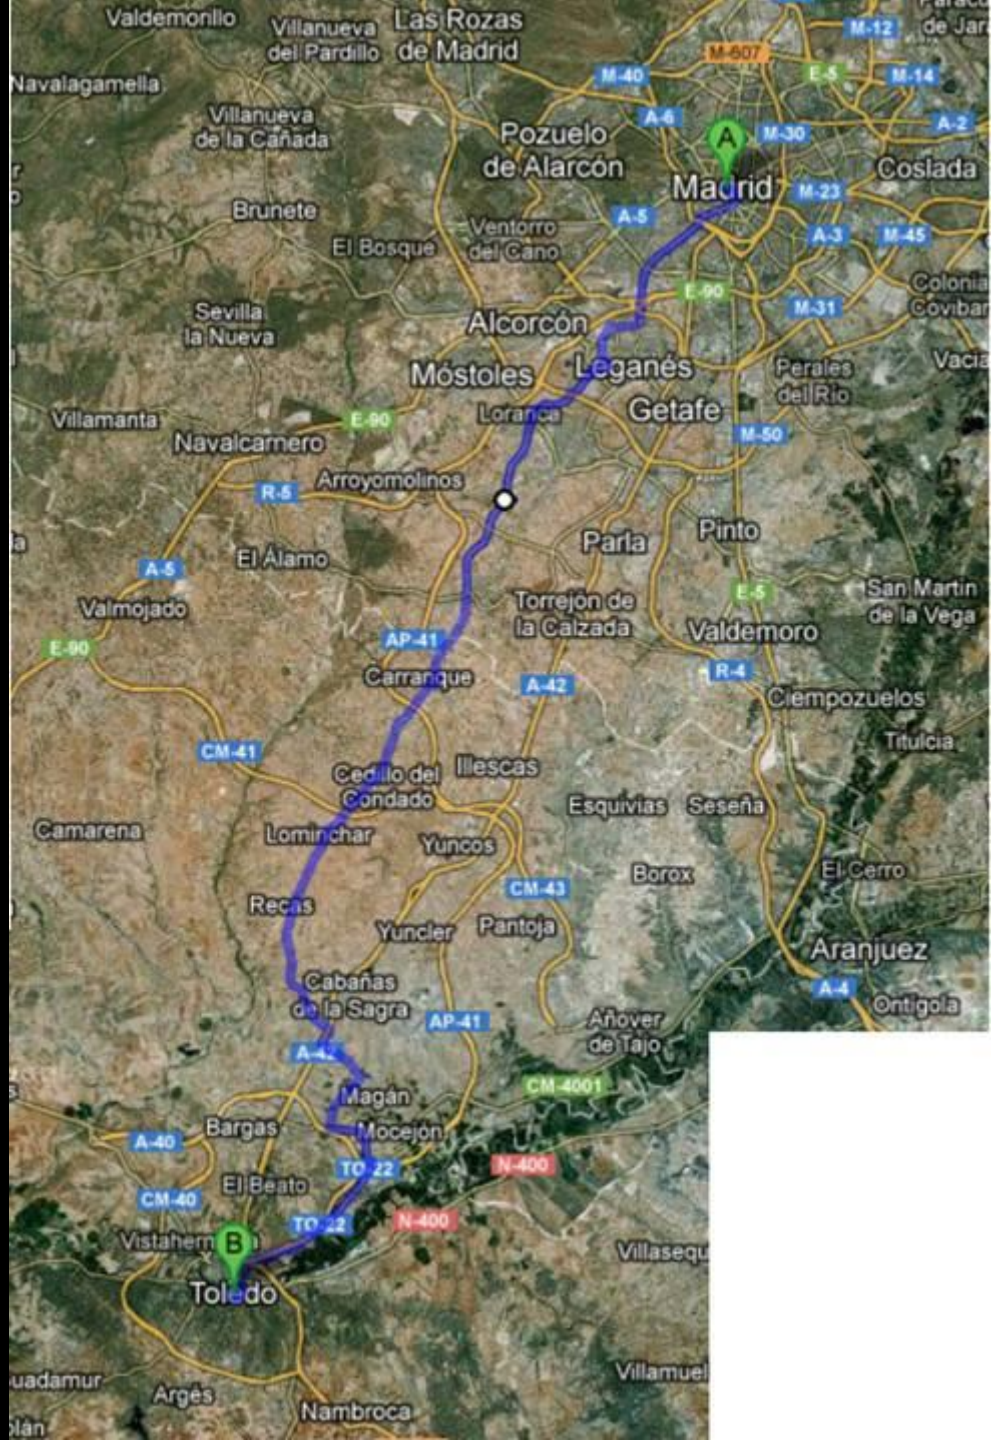 Valdemorillo
Villanueva
del Pardillo
Las Rozas
de Madrid
M-12
de Jar
M-607
E-5
M-14
M-40
Navalagamella
Villanueva
de la Cañada
A-6
A
M-30
A-2
Pozuelo
de Alarcón
Coslada
Madrid
M-23
Brunete
A-5
Ventorro
del Cano
El Bosque
A-3
M-45
E-90
Colonia
Covibar
Sevilla
la Nueva
M-31
Alcorcón
Leganés
Perales
del Río
Vacia
Móstoles
Loranca
Getafe
Villamanta
E-90
M-50
Navalcarnero
Arroyomolinos
R-5
Parla
Pinto
El Álamo
A-5
Valmojado
Torrejón de
la Calzada
E-5
San Martín
de la Vega
E-90
AP-41
Valdemoro
Carranque
A-42
R-4
Ciempozuelos
Titulcia
CM-41
Cedillo del
Condado
Illescas
Esquivias
Seseña
Camarena
Lominchar
Yuncos
Borox
El Cerro
CM-43
Recas
Yuncler
Pantoja
Aranjuez
Cabañas
de la Sagra
A-4
Ontígola
AP-41
Añover
de Tajo
A-42
Magán
CM-4001
Bargas
Mocejón
A-40
TO-22
N-400
El Beato
CM-40
TO-22
N-400
B
Villasequ
Toledo
uadamur
Argés
Villamuel
Nambroca
olán